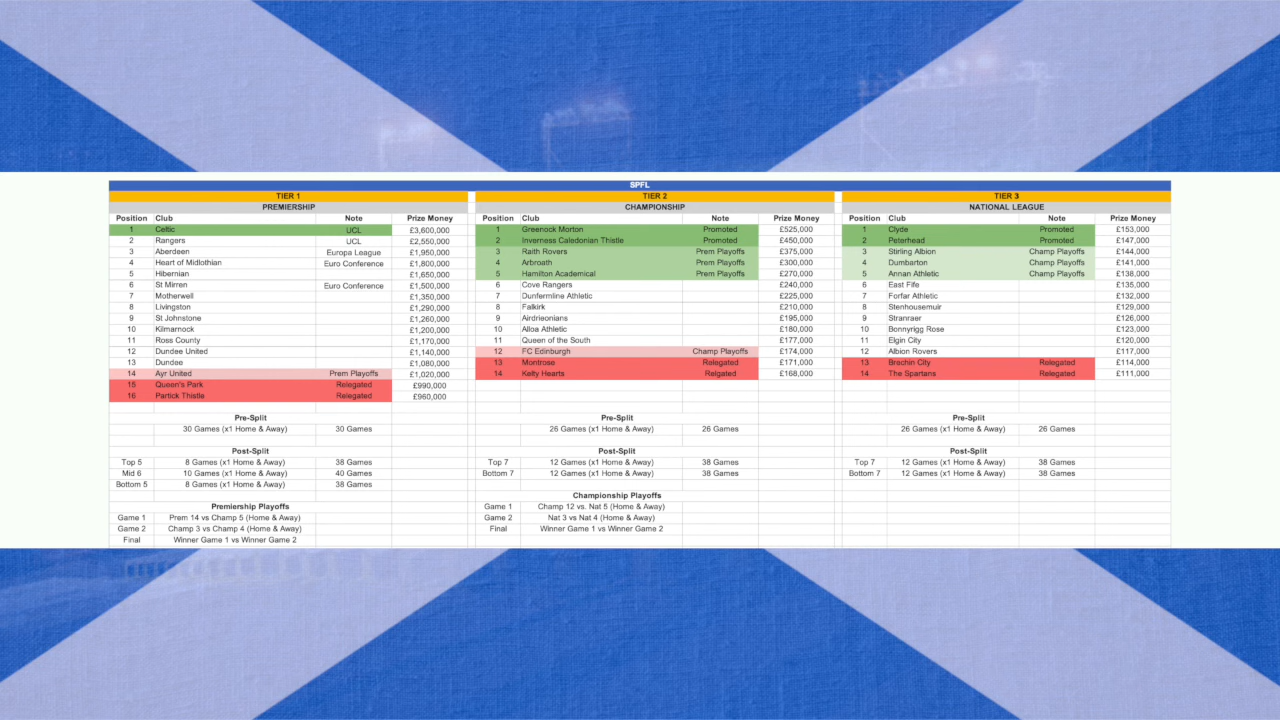 SPFL
TIER 1 TIER 2 TIER 3
PREMIERSHIP CHAMPIONSHIP NATIONAL LEAGUE
Position Club Note Prize Money Position Club Note Prize Money Position Club Note Prize Money
1 Celtic UCL £3,600,000 1 Greenock Morton Promoted £525,000 1 Clyde Promoted £153,000
2 Rangers UCL £2,550,000 2 Inverness Caledonian Thistle Promoted £450,000 2 Peterhead Promoted £147,000
3 Aberdeen Europa League £1,950,000 3 Raith Rovers Prem Playoffs £375,000 3 Stirling Albion Champ Playoffs £144,000
4 Heart of Midlothian Euro Conference £1,800,000 4 Arbroath Prem Playoffs £300,000 4 Dumbarton Champ Playoffs £141,000
5 Hibernian £1,650,000 5 Hamilton Academical Prem Playoffs £270,000 5 Annan Athletic Champ Playoffs £138,000
6 St Mirren Euro Conference £1,500,000 6 Cove Rangers £240,000 6 East Fife £135,000
7 Motherwell £1,350,000 7 Dunfermline Athletic £225,000 7 Forfar Athletic £132,000
8 Livingston £1,290,000 8 Falkirk £210,000 8 Stenhousemuir £129,000
9 St Johnstone £1,260,000 9 Airdrieonians £195,000 9 Stranraer £126,000
10 Kilmarnock £1,200,000 10 Alloa Athletic £180,000 10 Bonnyrigg Rose £123,000
11 Ross County £1,170,000 11 Queen of the South £177,000 11 Elgin City £120,000
12 Dundee United £1,140,000 12 FC Edinburgh Champ Playoffs £174,000 12 Albion Rovers £117,000
13 Dundee £1,080,000 13 Montrose Relegated £171,000 13 Brechin City Relegated £114,000
14 Ayr United Prem Playoffs £1,020,000 14 Kelty Hearts Relgated £168,000 14 The Spartans Relegated £111,000
15 Queen's Park Relegated £990,000
16 Partick Thistle Relegated £960,000
Pre-Split Pre-Split Pre-Split
30 Games (x1 Home & Away) 30 Games 26 Games (x1 Home & Away) 26 Games 26 Games (x1 Home & Away) 26 Games
Post-Split Post-Split Post-Split
Top 5 8 Games (x1 Home & Away) 38 Games Top 7 12 Games (x1 Home & Away) 38 Games Top 7 12 Games (x1 Home & Away) 38 Games
Mid 6 10 Games (x1 Home & Away) 40 Games Bottom 7 12 Games (x1 Home & Away) 38 Games Bottom 7 12 Games (x1 Home & Away) 38 Games
Bottom 5 8 Games (x1 Home & Away) 38 Games
Championship Playoffs
Premiership Playoffs Game 1 Champ 12 vs. Nat 5 (Home & Away)
Game 1 Prem 14 vs Champ 5 (Home & Away) Game 2 Nat 3 vs Nat 4 (Home & Away)
Game 2 Champ 3 vs Champ 4 (Home & Away) Final Winner Game 1 vs Winner Game 2
Final Winner Game 1 vs Winner Game 2